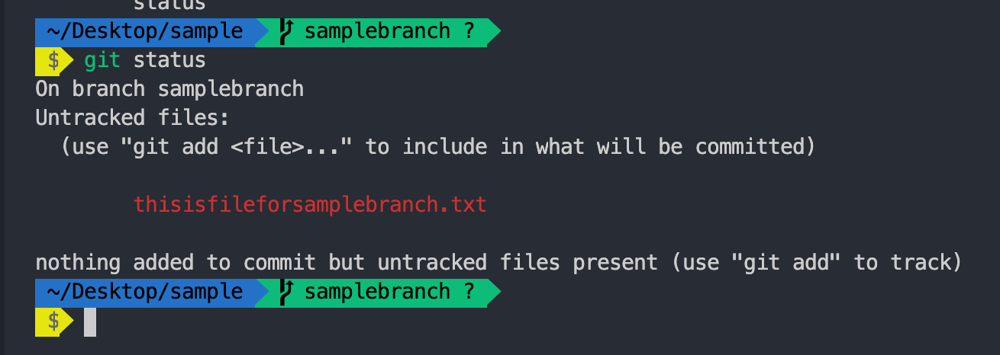 status
~/Desktop/sample samplebranch ?
$ git status
On branch samplebranch
Untracked files:
(use "git add <file>..." to include in what will be committed)
thisisfileforsamplebranch.txt
nothing added to commit but untracked files present (use "git add" to track)
~/Desktop/sample samplebranch ?
$